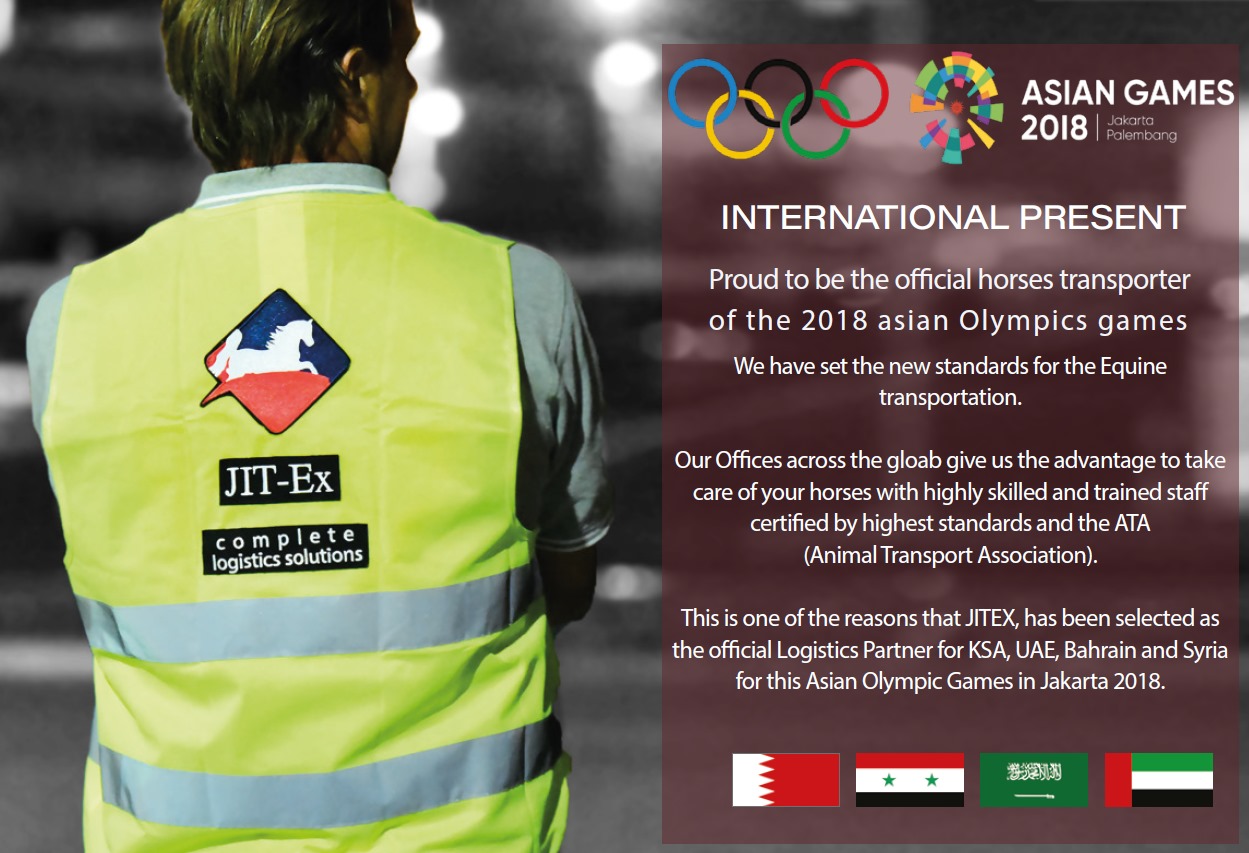 JIT-Ex
complete
logistics solutions
ASIAN GAMES
2018 | Jakarta
Palembang
INTERNATIONAL PRESENT
Proud to be the official horses transporter
of the 2018 asian Olympics games
We have set the new standards for the Equine
transportation.
Our Offices across the gloab give us the advantage to take
care of your horses with highly skilled and trained staff
certified by highest standards and the ATA
(Animal Transport Association).
This is one of the reasons that JITEX, has been selected as
the official Logistics Partner for KSA, UAE, Bahrain and Syria
for this Asian Olympic Games in Jakarta 2018.